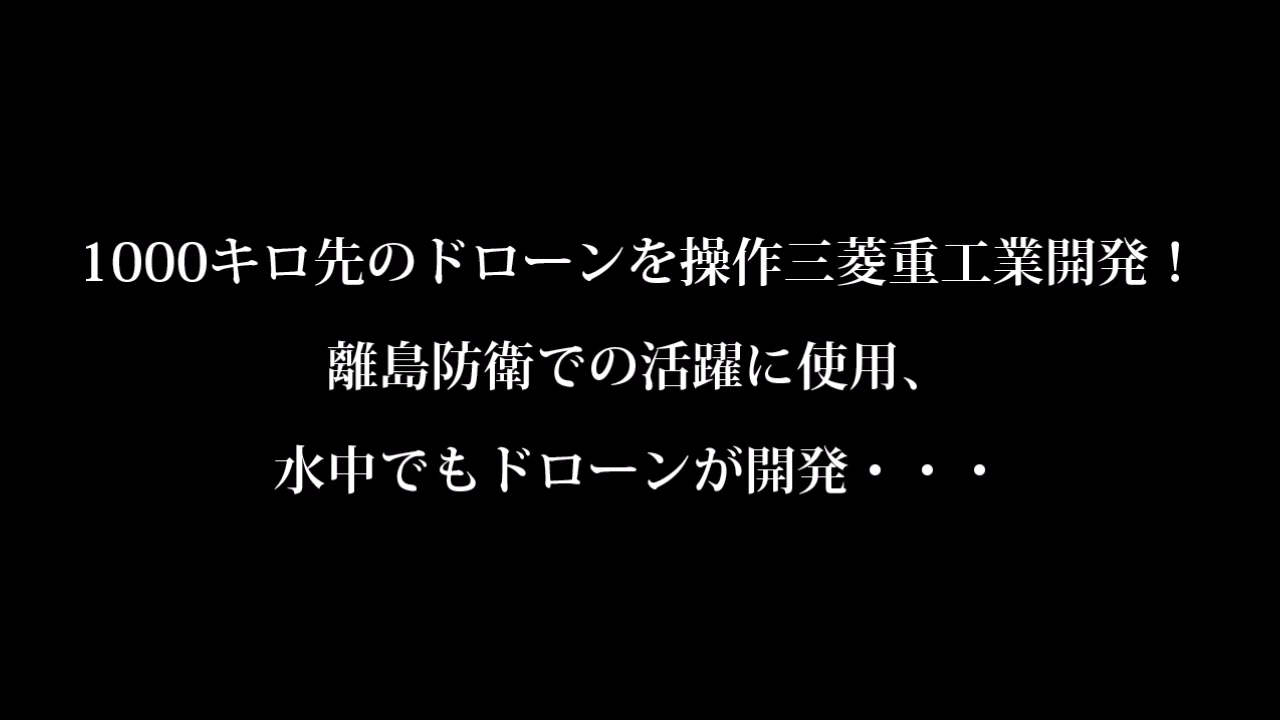 1000キロ先のドローンを操作三菱重工業開発！
離島防衛での活躍に使用、
水中でもドローンが開発・・・